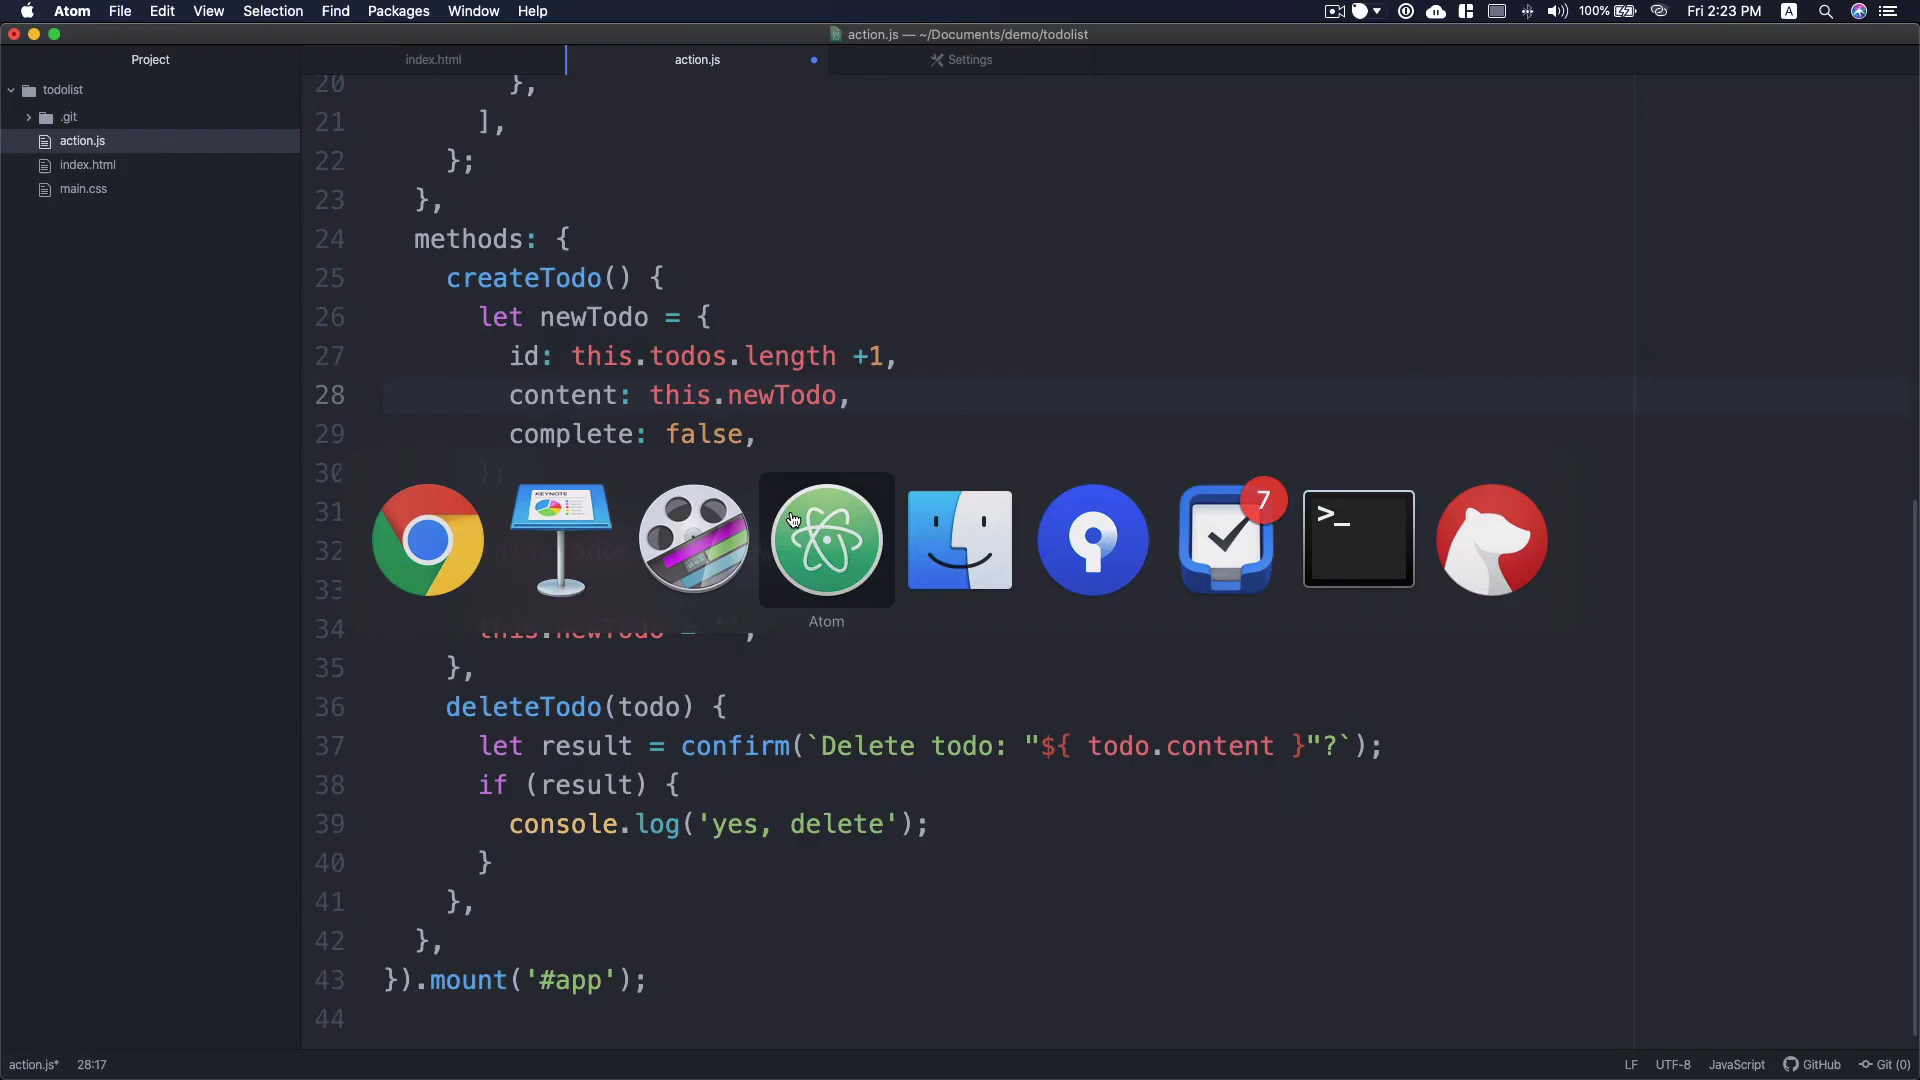 Atom File Edit View Selection Find Packages Window Help
100% Fri 2:23 PM A
action.js — ~/Documents/demo/todolist
Project
index.html
action.js
Settings
todolist
.git
action.js
index.html
main.css
20 },
21 ],
22 };
23 },
24 methods: {
25 createTodo() {
26 let newTodo = {
27 id: this.todos.length +1,
28 content: this.newTodo,
29 complete: false,
30 };
31
32
33
34 this.newTodo = '',
35 },
36 deleteTodo(todo) {
37 let result = confirm(`Delete todo: "${ todo.content }"?`);
38 if (result) {
39 console.log('yes, delete');
40 }
41 },
42 },
43 }).mount('#app');
44
KEYNOTE
7
>_
Atom
action.js* 28:17
LF UTF-8 JavaScript GitHub Git (0)